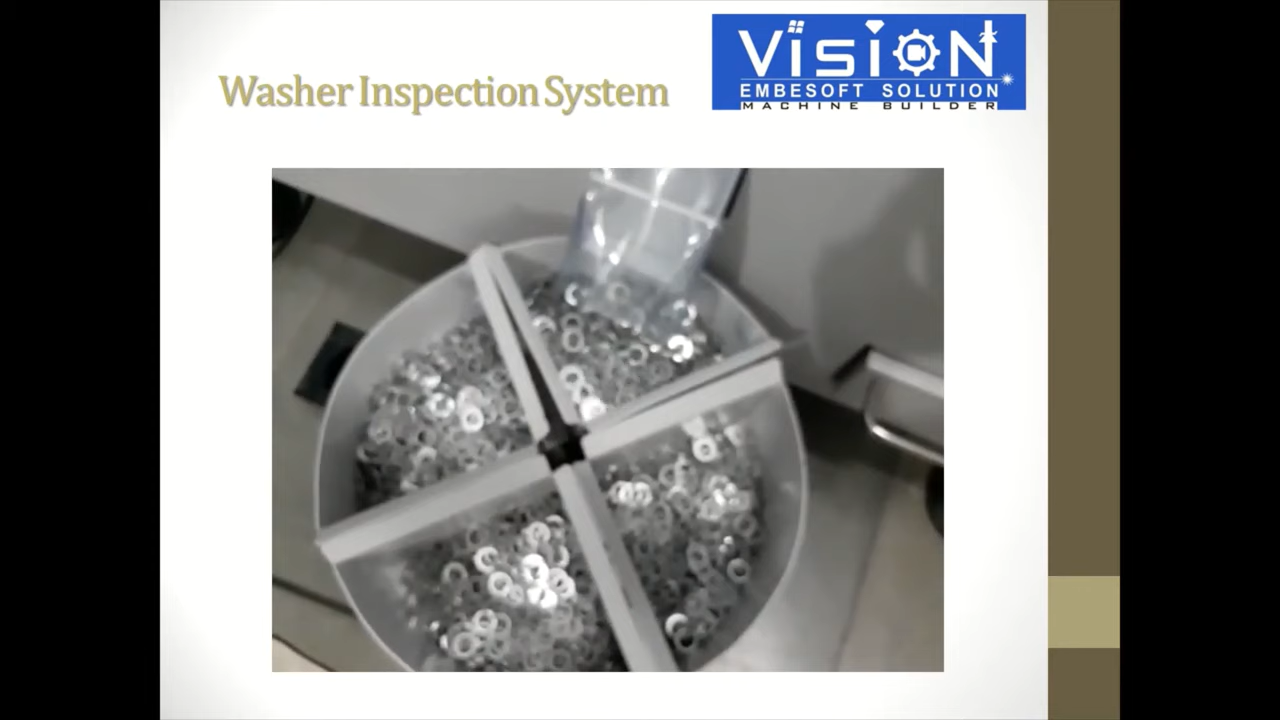 Washer Inspection System
VISION
EMBESOFT SOLUTION
MACHINE BUILDER